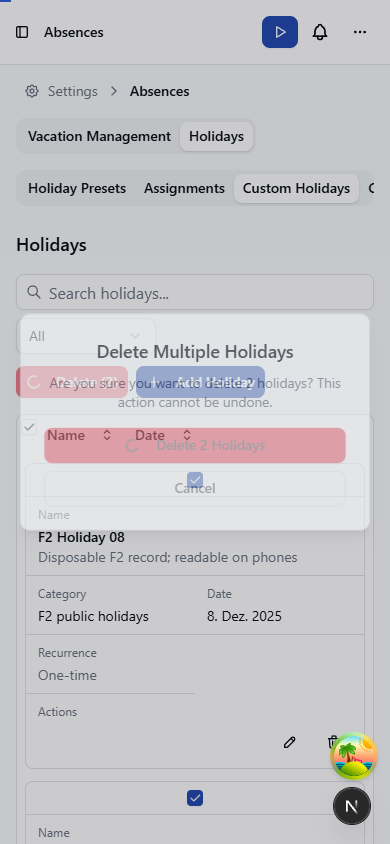 Absences
Settings > Absences
Vacation Management Holidays
Holiday Presets Assignments Custom Holidays
Holidays
Search holidays...
All
Delete Multiple Holidays
Are you sure you want to delete 2 holidays? This
action cannot be undone.
Add Holiday
Name Date
Delete 2 Holidays
Cancel
Name
F2 Holiday 08
Disposable F2 record; readable on phones
Category Date
F2 public holidays 8. Dez. 2025
Recurrence
One-time
Actions
N
Name